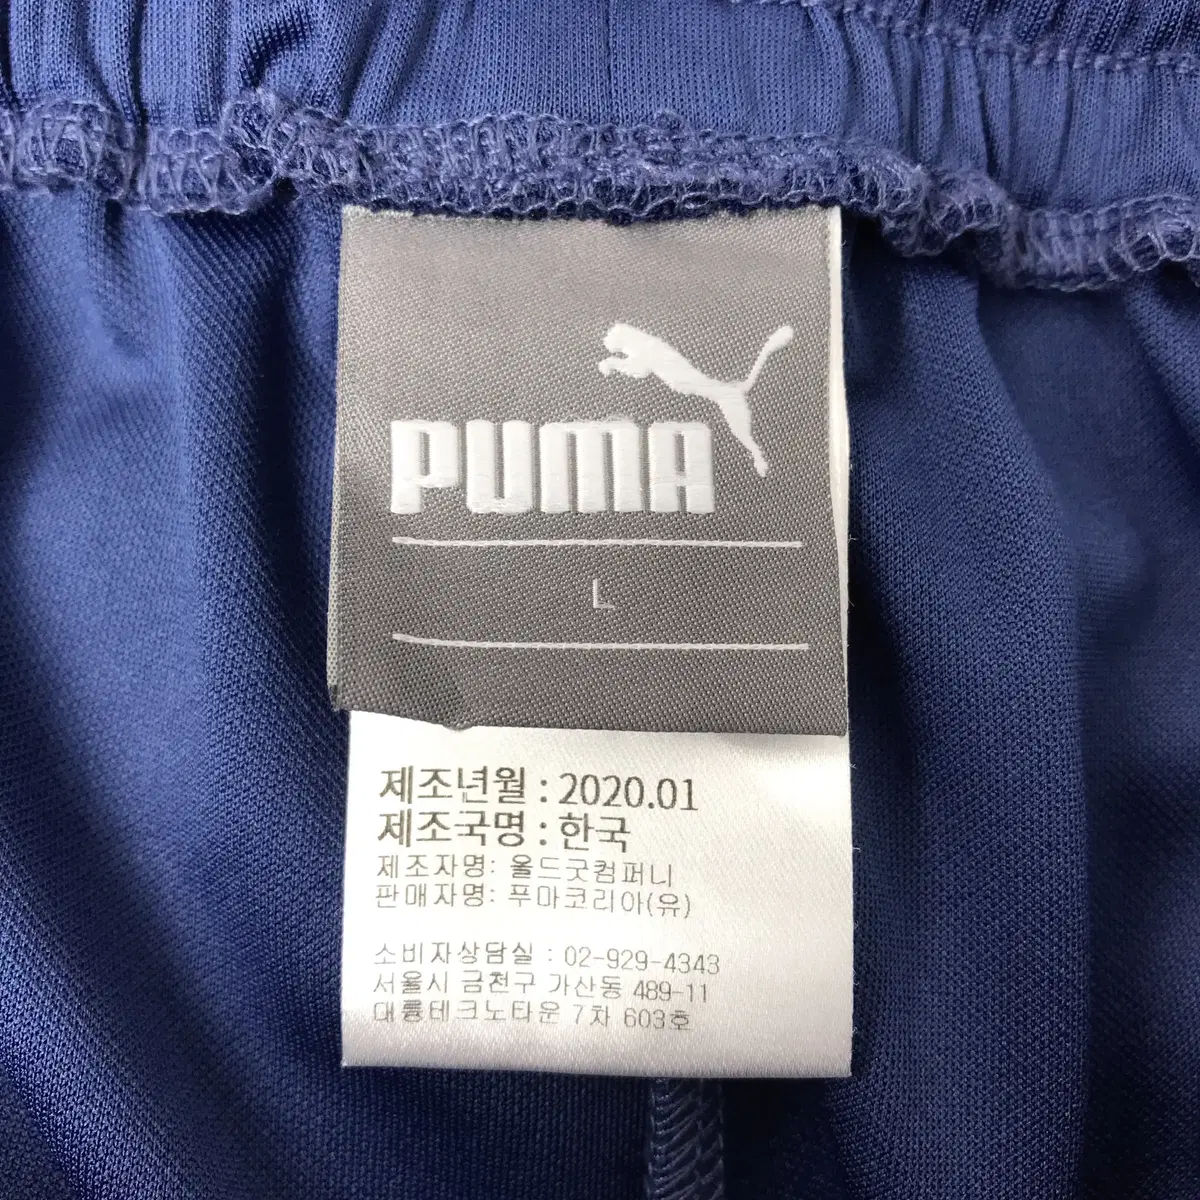 PUMA
L
제조년월 : 2020.01
제조국명 : 한국
제조자명: 울드굿컴퍼니
판매자명: 푸마코리아(유)
소비자상담실 : 02-929-4343
서울시 금천구 가산동 489-11
대륭테크노타운 7차 603호